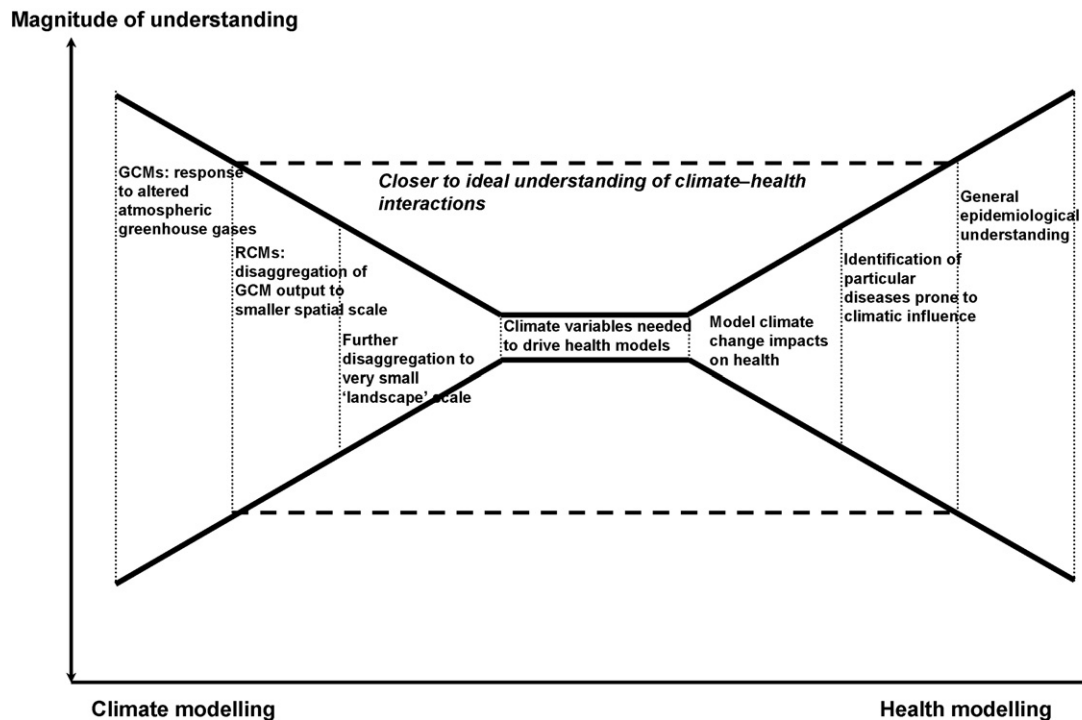 Magnitude of understanding
GCMs: response
to altered
atmospheric
greenhouse gases
RCMs:
disaggregation of
GCM output to
smaller spatial scale
Further
disaggregation to
very small
‘landscape’ scale
Closer to ideal understanding of climate–health
interactions
Climate variables needed
to drive health models
Model climate
change impacts
on health
Identification of
particular
diseases prone to
climatic influence
General
epidemiological
understanding
Climate modelling
Health modelling